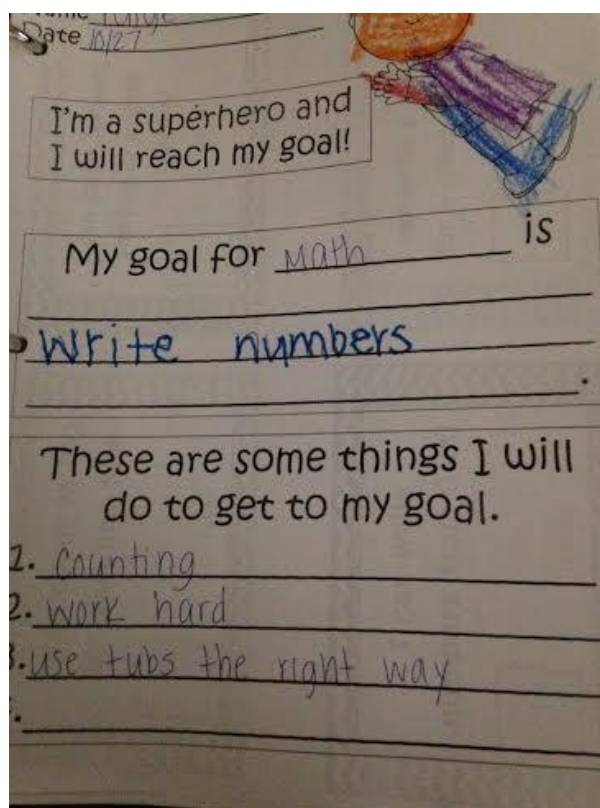 Name Paige
Date 10/27
I'm a superhero and
I will reach my goal!
My goal for Math is
Write numbers
.
These are some things I will
do to get to my goal.
1. Counting
2. work hard
3. use tubs the right way